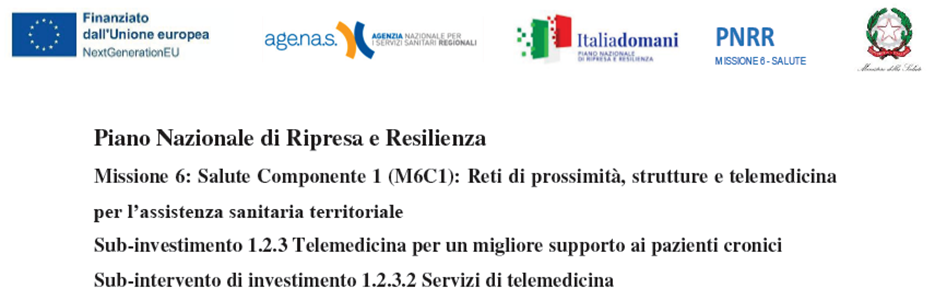 Finanziato
dall'Unione europea
NextGenerationEU
agenas.
AGENZIA NAZIONALE PER
I SERVIZI SANITARI REGIONALI
Italiadomani
PIANO NAZIONALE
DI RIPRESA E RESILIENZA
PNRR
MISSIONE 6 - SALUTE
Ministero della Salute
Piano Nazionale di Ripresa e Resilienza
Missione 6: Salute Componente 1 (M6C1): Reti di prossimità, strutture e telemedicina
per l’assistenza sanitaria territoriale
Sub-investimento 1.2.3 Telemedicina per un migliore supporto ai pazienti cronici
Sub-intervento di investimento 1.2.3.2 Servizi di telemedicina